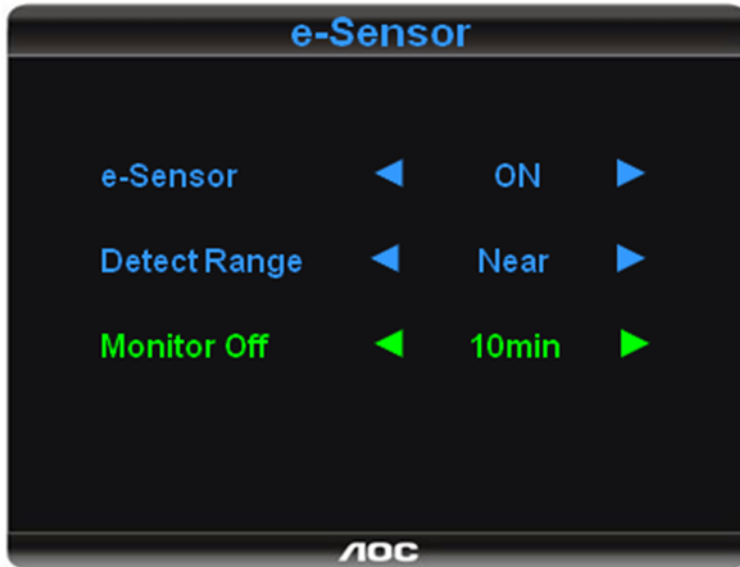 e-Sensor
e-Sensor ON
Detect Range Near
Monitor Off 10min
AOC